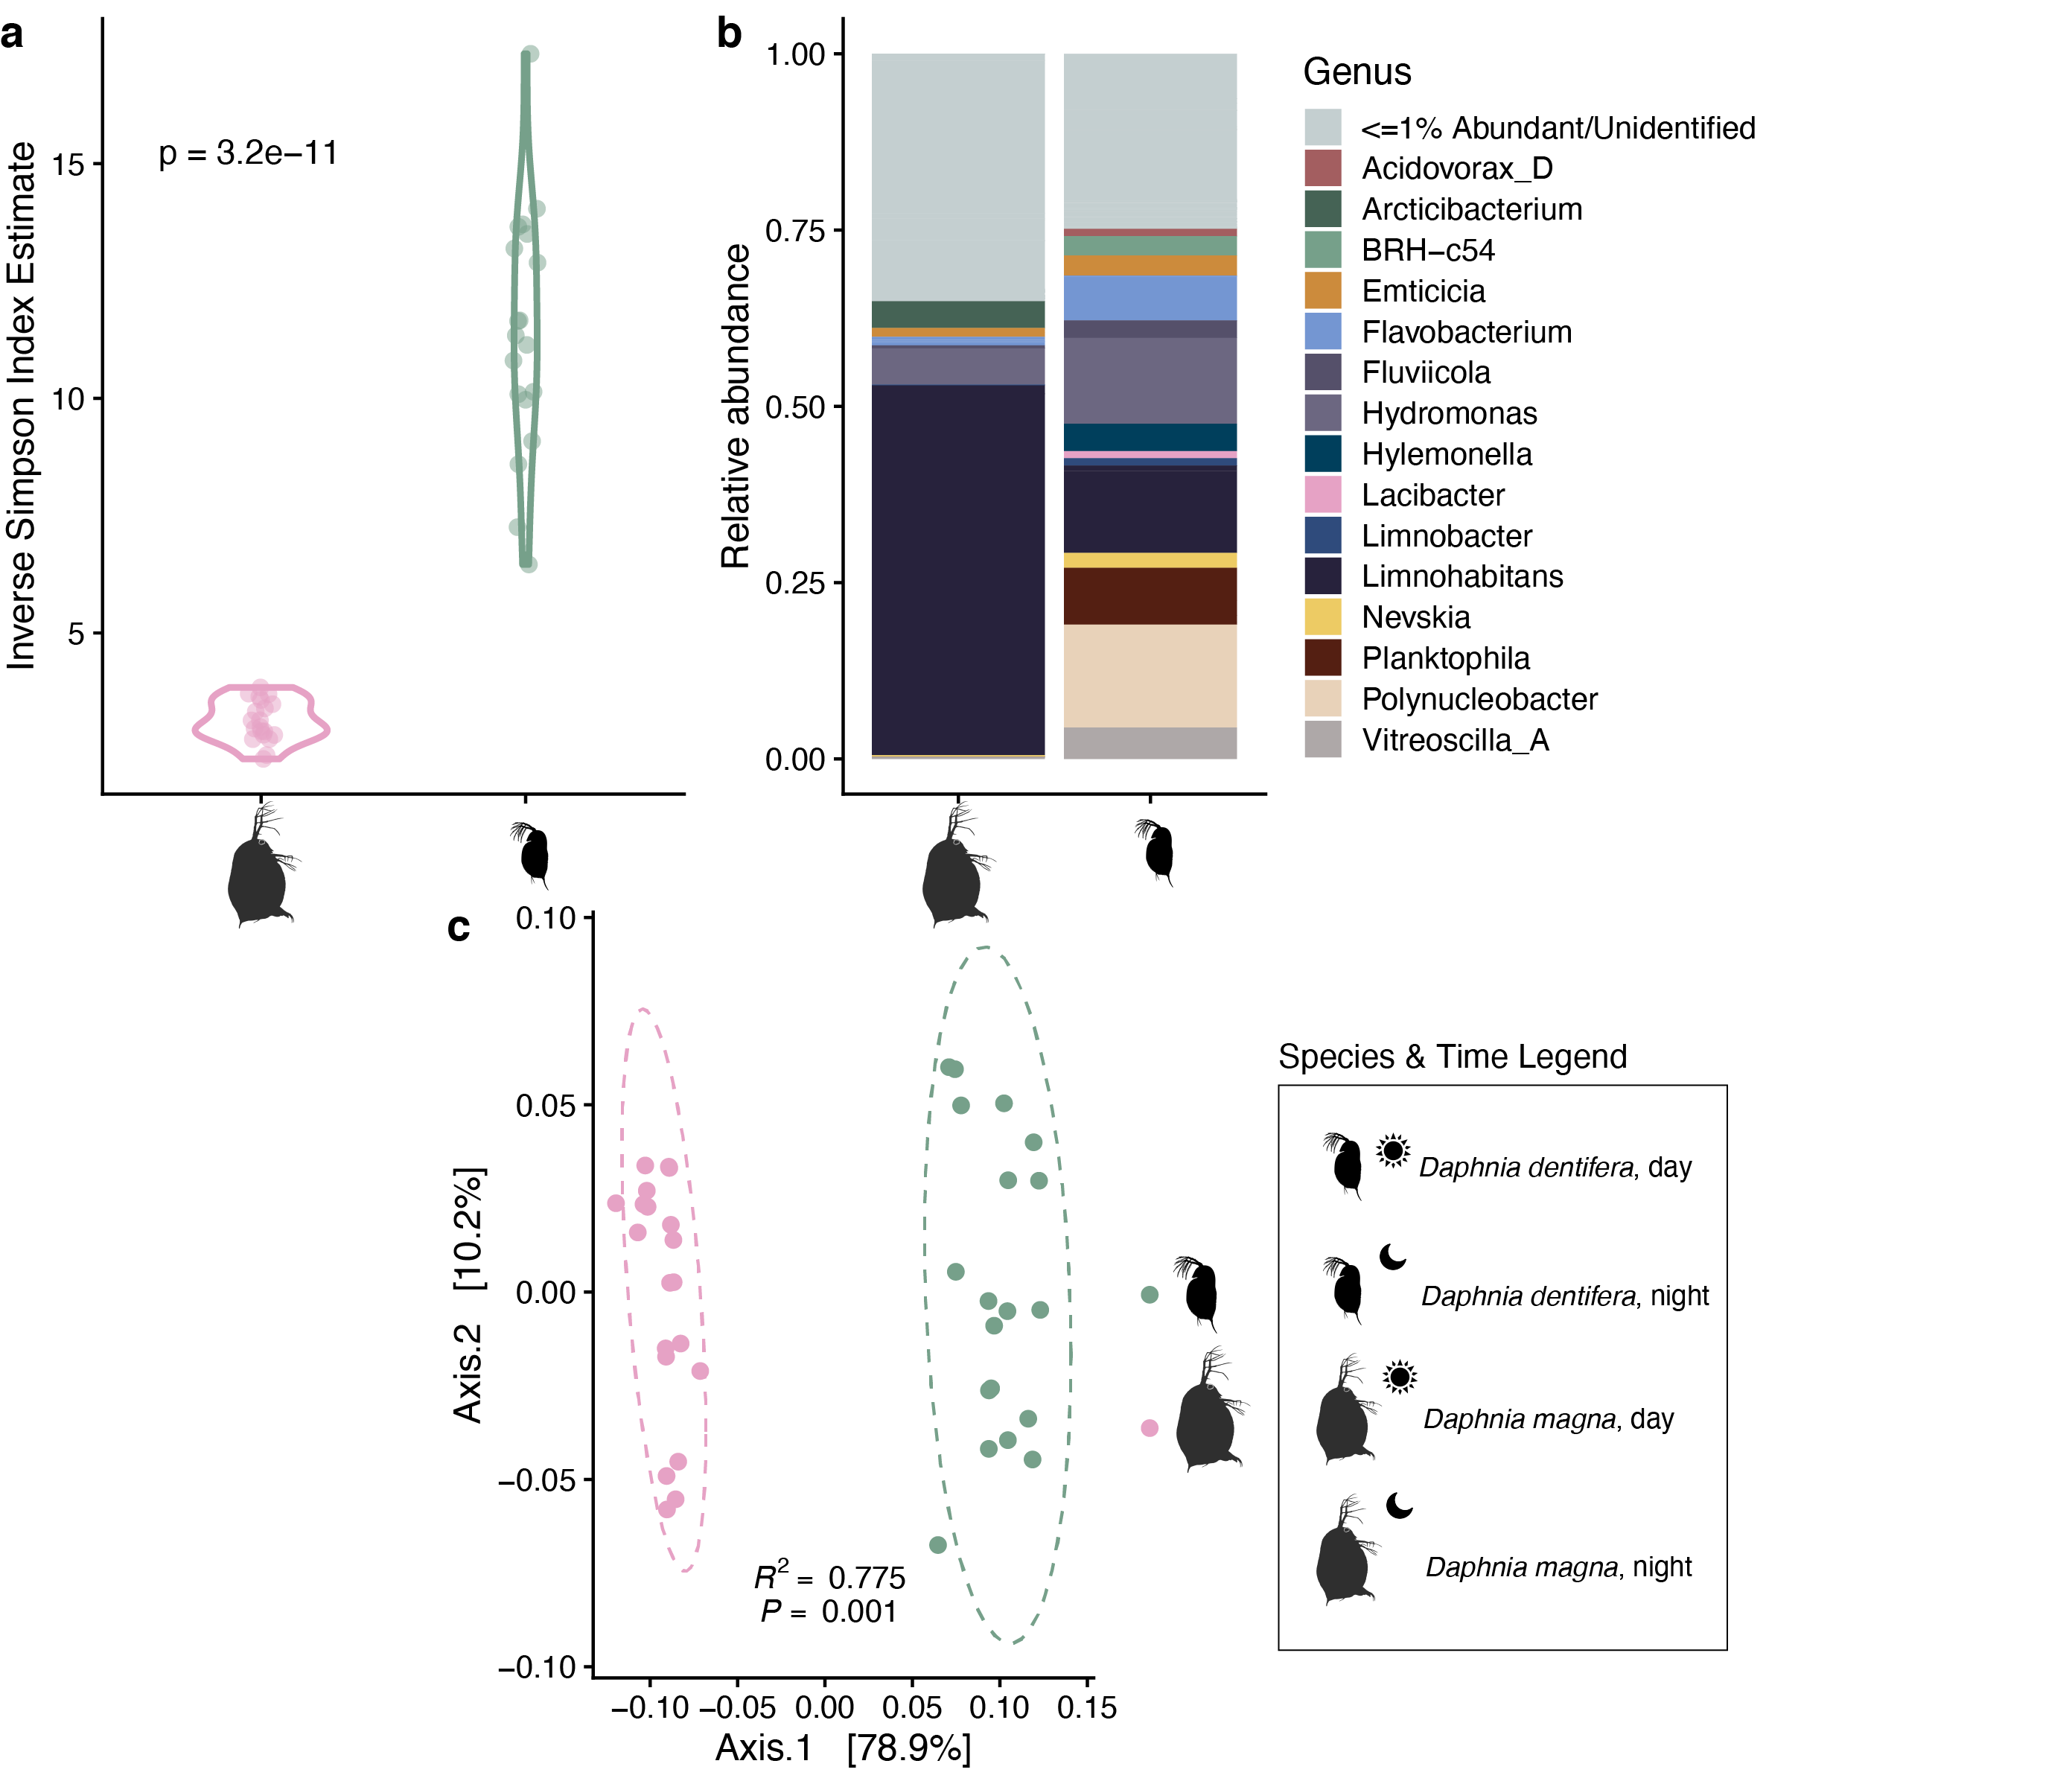 a
Inverse Simpson Index Estimate
15
10
5
p = 3.2e−11
b
Relative abundance
1.00
0.75
0.50
0.25
0.00
Genus
<=1% Abundant/Unidentified
Acidovorax_D
Arcticibacterium
BRH−c54
Emticicia
Flavobacterium
Fluviicola
Hydromonas
Hylemonella
Lacibacter
Limnobacter
Limnohabitans
Nevskia
Planktophila
Polynucleobacter
Vitreoscilla_A
c
Axis.2 [10.2%]
0.10
0.05
0.00
−0.05
−0.10
R² = 0.775
P = 0.001
−0.10 −0.05 0.00 0.05 0.10 0.15
Axis.1 [78.9%]
Species & Time Legend
Daphnia dentifera, day
Daphnia dentifera, night
Daphnia magna, day
Daphnia magna, night